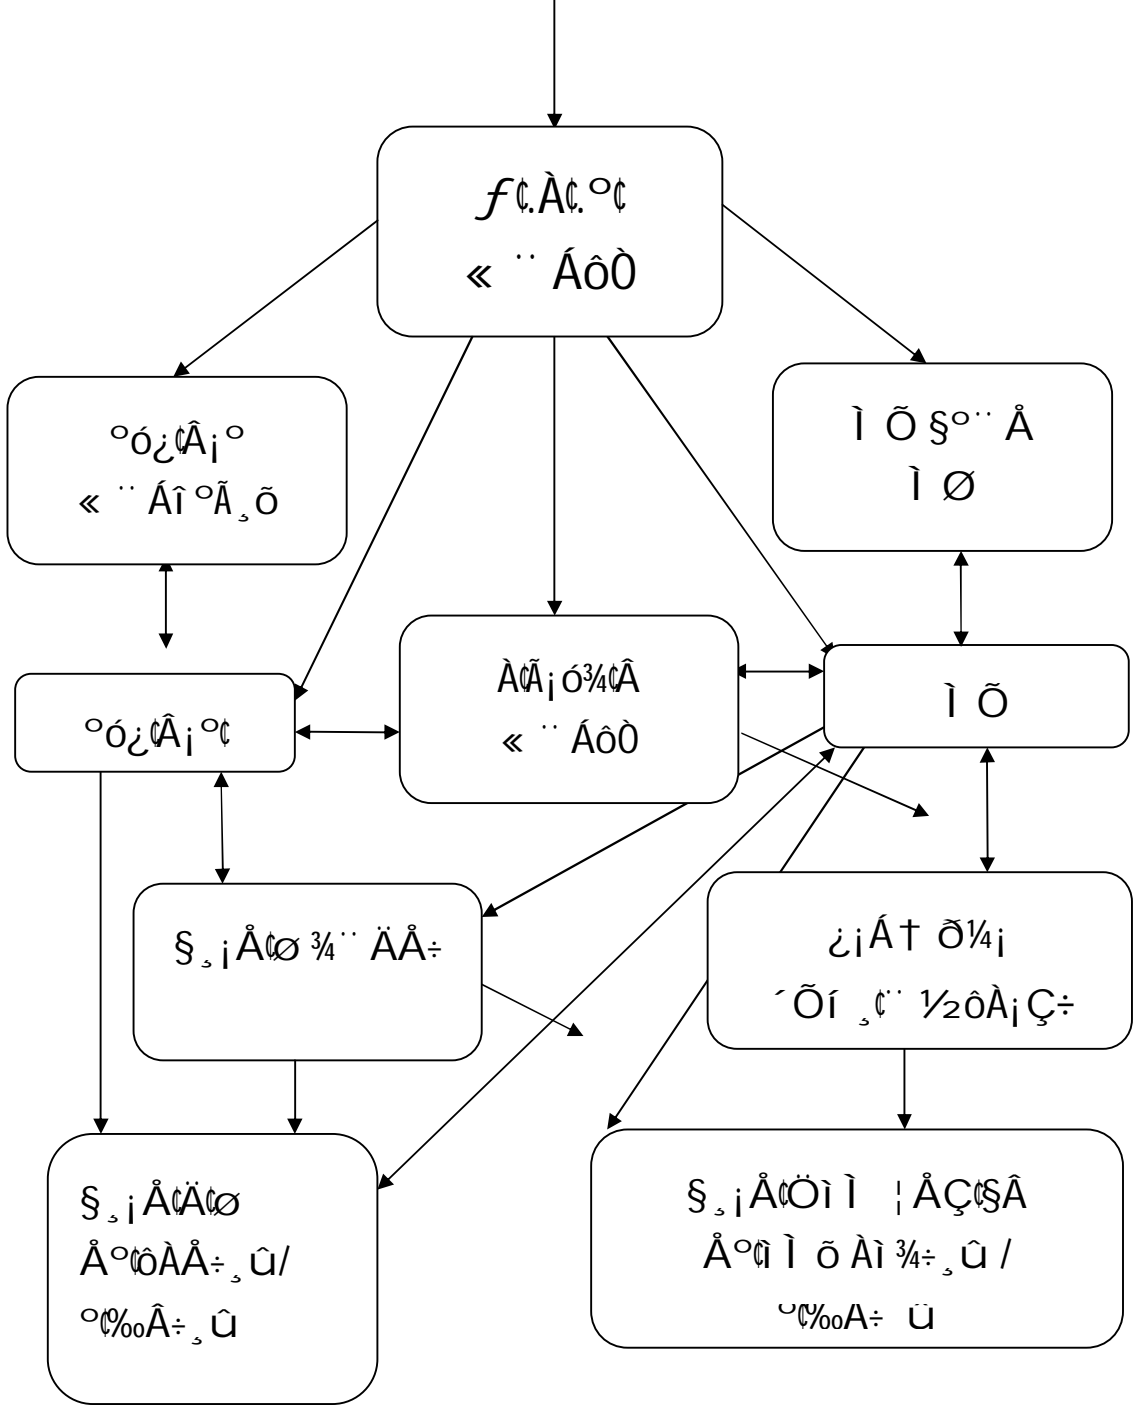 ƒ¢.À¢.º¢
« ¨ ÁôÒ
ºó¿¢Â¡º
« ¨ Áî ºÃ¸õ
Ì Õ §º¨ Å
Ì Ø
À¢Ã¡ó¾¢Â
« ¨ ÁôÒ
Ì Õ
ºó¿¢Â¡º¢
§¸¡Å¢Ø ¾¨ ÄÅ÷
¿¡Á† ð¼¡
´Õí ¸¢¨ ½ôÀ¡Ç÷
§¸¡Å¢Ä¢Ø
Åº¢ôÀÅ÷¸û/
º¢‰Â÷¸û
§¸¡Å¢Öì Ì ¦ÅÇ¢§Â
Åº¢ì Ì õ Àì ¾÷¸û /
º¢‰Â÷ û